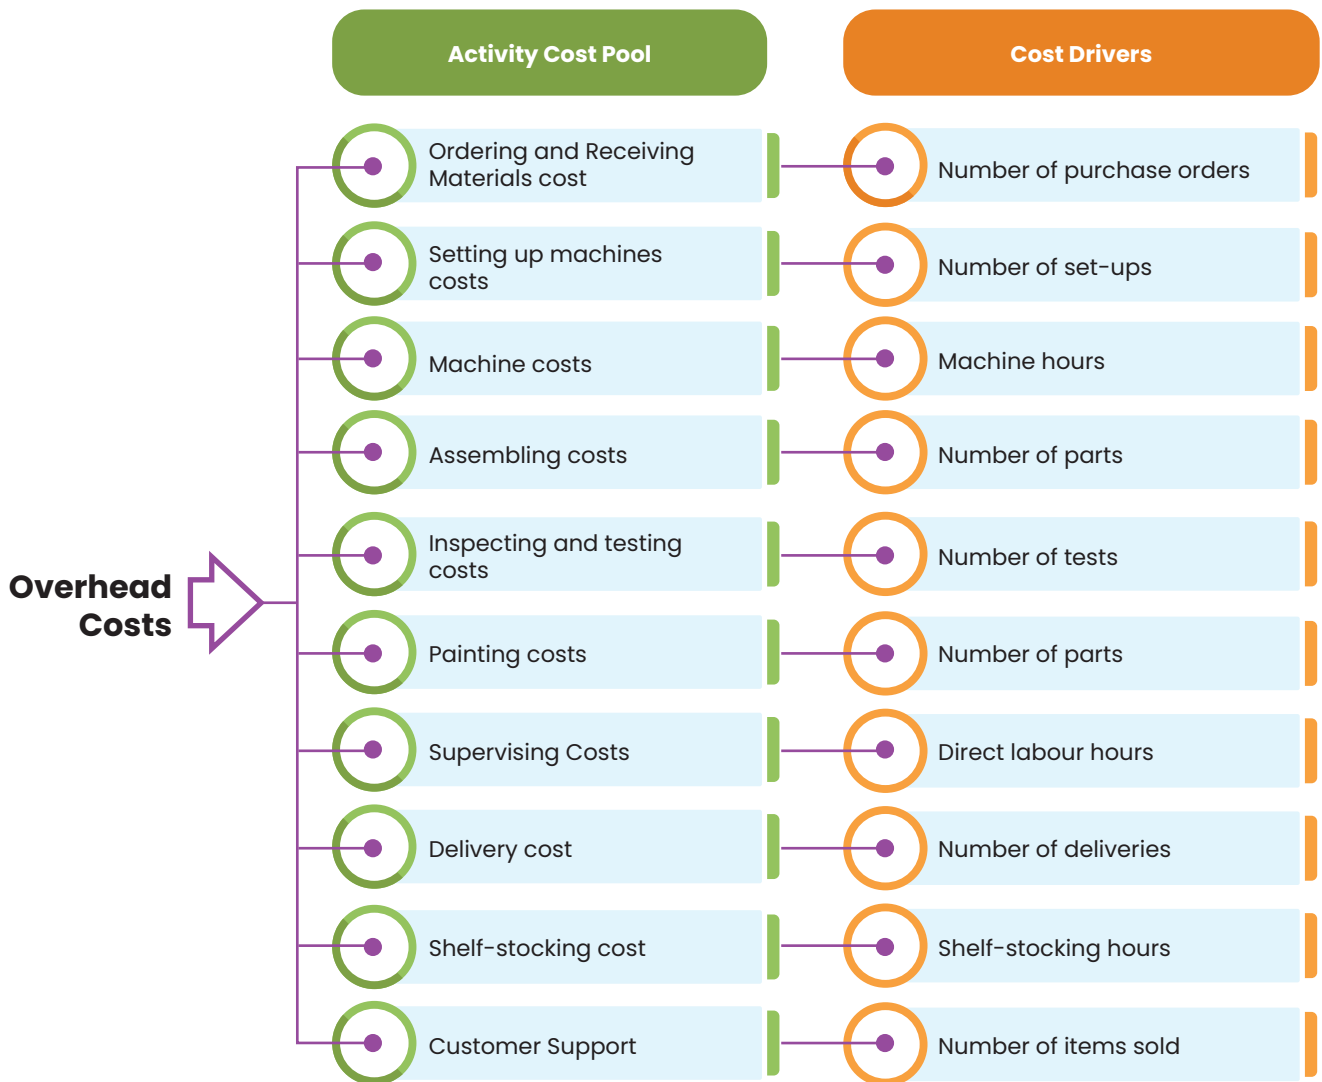 Activity Cost Pool
Cost Drivers
Ordering and Receiving
Materials cost
Number of purchase orders
Setting up machines
costs
Number of set-ups
Machine costs
Machine hours
Assembling costs
Number of parts
Inspecting and testing
costs
Number of tests
Overhead
Costs
Painting costs
Number of parts
Supervising Costs
Direct labour hours
Delivery cost
Number of deliveries
Shelf-stocking cost
Shelf-stocking hours
Customer Support
Number of items sold